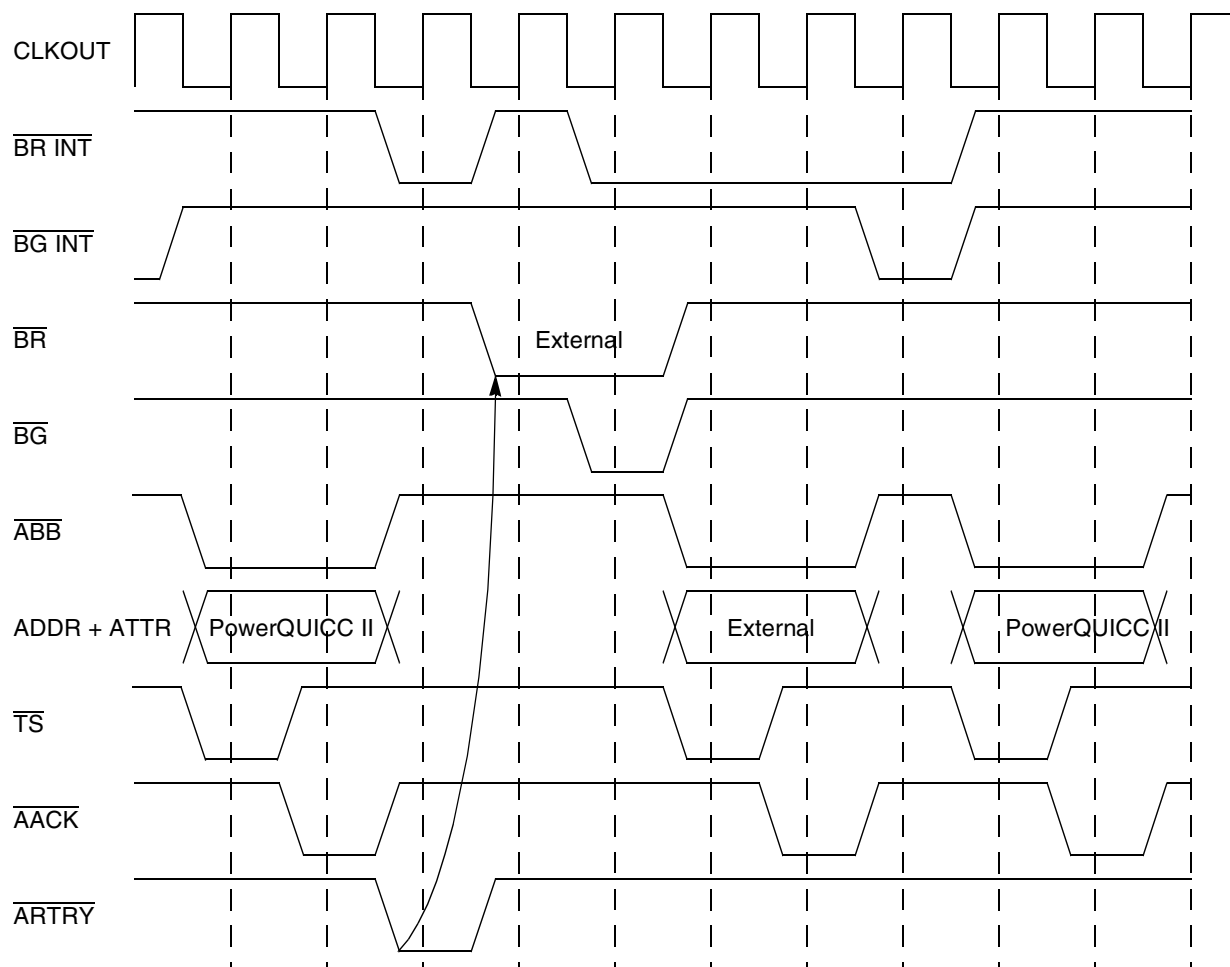 CLKOUT
BR INT
BG INT
BR
External
BG
ABB
ADDR + ATTR
PowerQUICC II
External
PowerQUICC II
TS
AACK
ARTRY